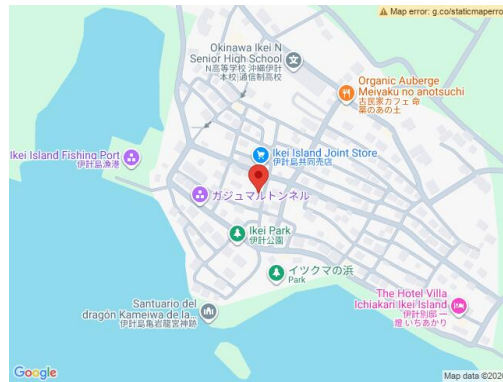 Map error: g.co/staticmaperro
Okinawa Ikei N
Senior High School
N高等学校 沖縄伊計
本校|通信制高校
Organic Auberge
Meiyaku no anotsuchi
古民家カフェ 命
薬のあの土
Ikei Island Fishing Port
伊計島漁港
Ikei Island Joint Store
伊計島共同売店
ガジュマルトンネル
Ikei Park
伊計公園
イツクマの浜
Park
Santuario del
dragón Kameiwa de la...
伊計島亀岩龍宮神跡
The Hotel Villa
Ichiakari Ikei Island
伊計別邸 一
燈 いちあかり
Google
Map data ©2026